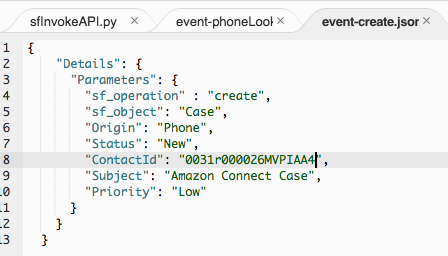 sfInvokeAPI.py × event-phoneLook × event-create.jsor
1 {
2 "Details": {
3 "Parameters": {
4 "sf_operation" : "create",
5 "sf_object": "Case",
6 "Origin": "Phone",
7 "Status": "New",
8 "ContactId": "0031r000026MVPIAA4",
9 "Subject": "Amazon Connect Case",
10 "Priority": "Low"
11 }
12 }
13 }